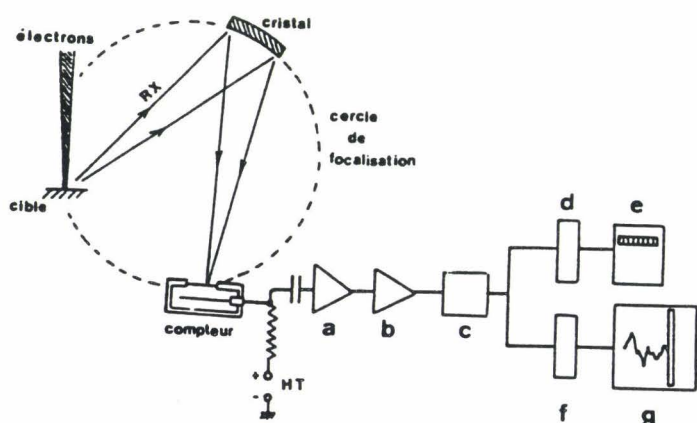 électrons
cristal
RX
cercle
de
focalisation
cible
compteur
+
-
HT
a
b
c
d
e
f
g